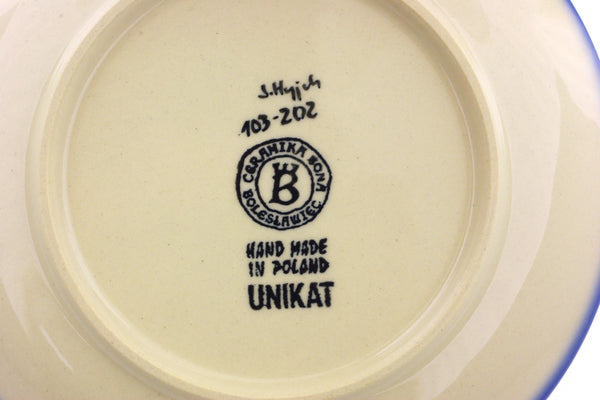 103-202
CERAMIKA BONA
B
BOLESŁAWIEC
HAND MADE
IN POLAND
UNIKAT